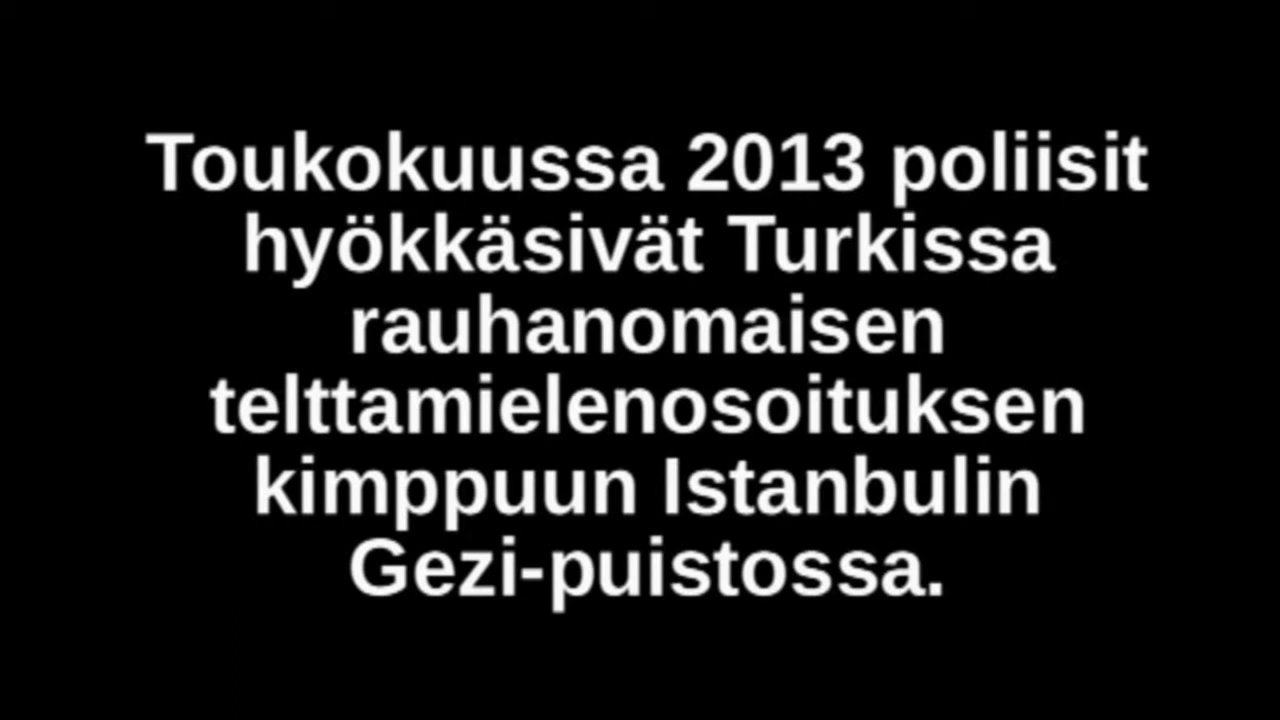 Toukokuussa 2013 poliisit
hyökkäsivät Turkissa
rauhanomaisen
telttamielenosoituksen
kimppuun Istanbulin
Gezi-puistossa.